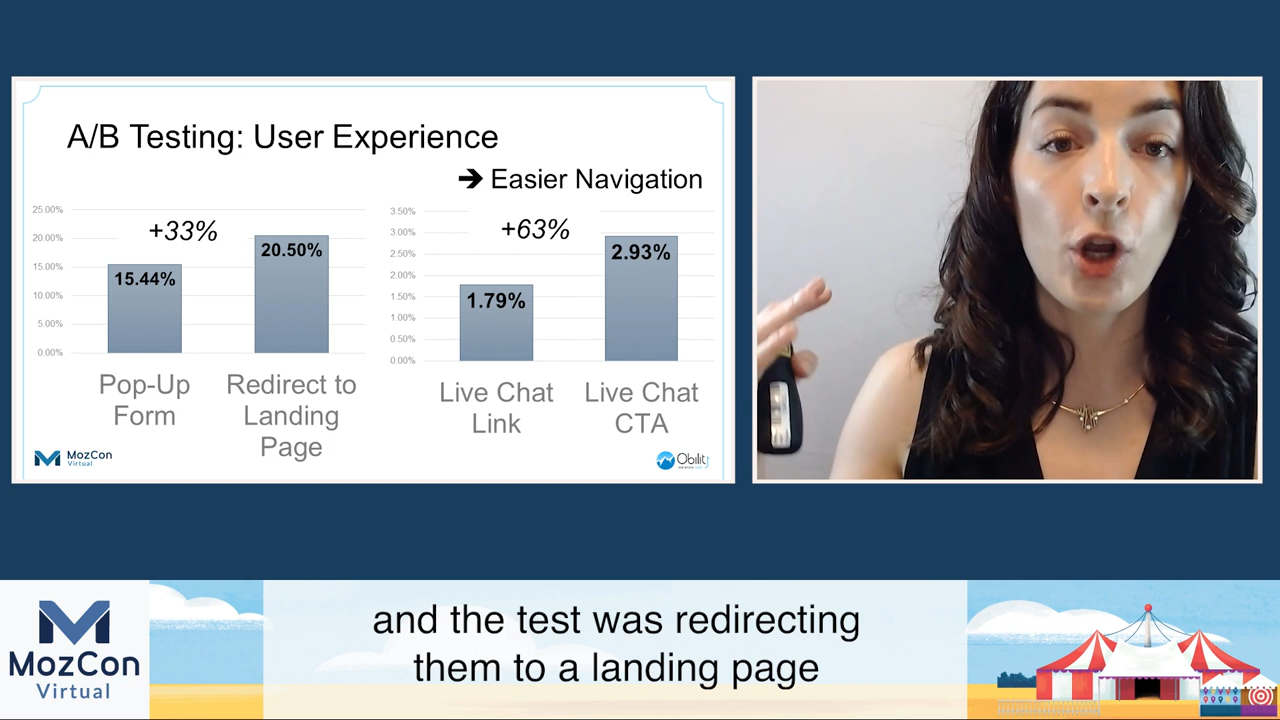 A/B Testing: User Experience
➔ Easier Navigation
25.00%
20.00%
15.00%
10.00%
5.00%
0.00%
+33%
15.44%
20.50%
Pop-Up
Form
Redirect to
Landing
Page
3.50%
3.00%
2.50%
2.00%
1.50%
1.00%
0.50%
0.00%
+63%
1.79%
2.93%
Live Chat
Link
Live Chat
CTA
MozCon
Virtual
Obility
and the test was redirecting
them to a landing page
MozCon
Virtual